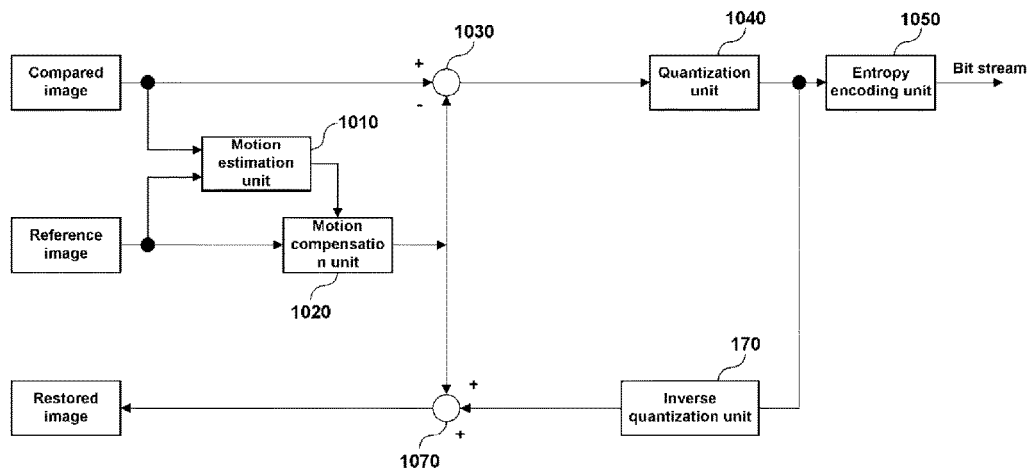 1030
1040
1050
Compared
image
+
-
Quantization
unit
Entropy
encoding unit
Bit stream
1010
Motion
estimation
unit
Reference
image
Motion
compensatio
n unit
1020
170
Restored
image
+
+
1070
Inverse
quantization unit